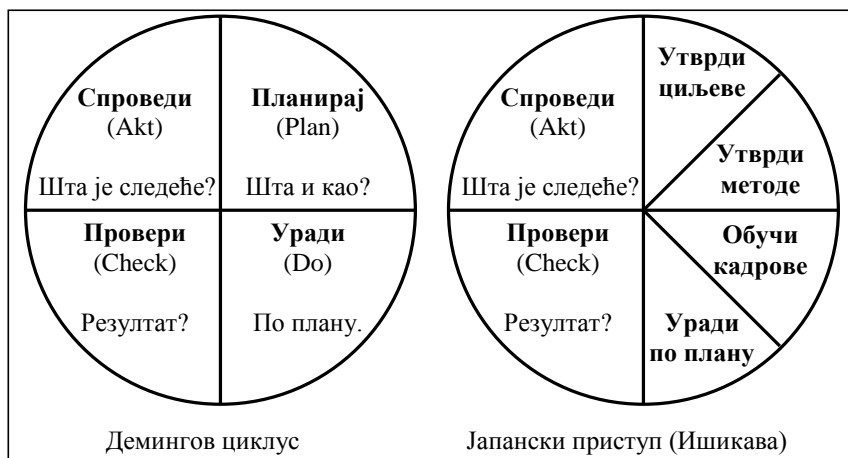 Спроведи
(Akt)
Шта је следеће?
Планирај
(Plan)
Шта и као?
Провери
(Check)
Резултат?
Уради
(Do)
По плану.
Демингов циклус
Спроведи
(Akt)
Шта је следеће?
Утврди
циљеве
Утврди
методе
Провери
(Check)
Резултат?
Обучи
кадрове
Уради
по плану
Јапански приступ (Ишикава)